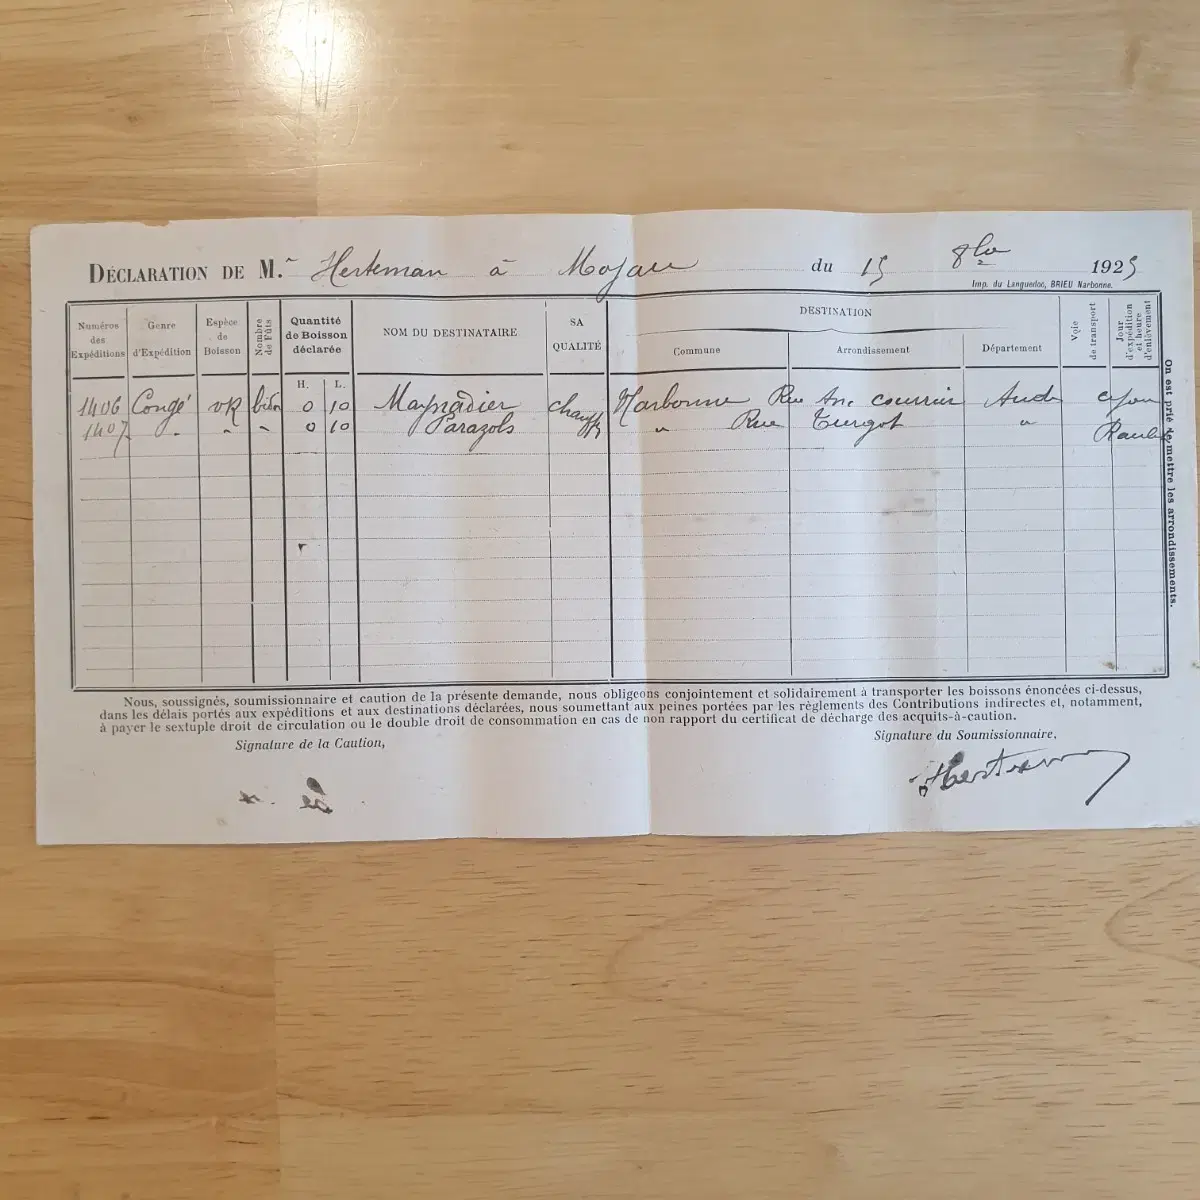 DÉCLARATION DE M.r Herteman à Moјau du 15 8bre 1925
Imp. du Languedoc, BRIEU Narbonne.
Numéros des Expéditions
Genre d'Expédition
Espèce de Boisson
Nombre de Fûts
Quantité de Boisson déclarée
H. L.
NOM DU DESTINATAIRE
SA QUALITÉ
DESTINATION
Commune
Arrondissement
Département
Voie de transport
Jour d'expédition et heure d'enlèvement
On est prié de mettre les arrondissements.
1406 Congé vR 0 10 Maynadier Narbonne Rue Anc courrier Aude
1407 " " " 0 10 Parazols " Rue Turgot "
Nous, soussignés, soumissionnaire et caution de la présente demande, nous obligeons conjointement et solidairement à transporter les boissons énoncées ci-dessus,
dans les délais portés aux expéditions et aux destinations déclarées, nous soumettant aux peines portées par les règlements des Contributions indirectes et, notamment,
à payer le sextuple droit de circulation ou le double droit de consommation en cas de non rapport du certificat de décharge des acquits-à-caution.
Signature de la Caution,
Signature du Soumissionnaire,
Herteman